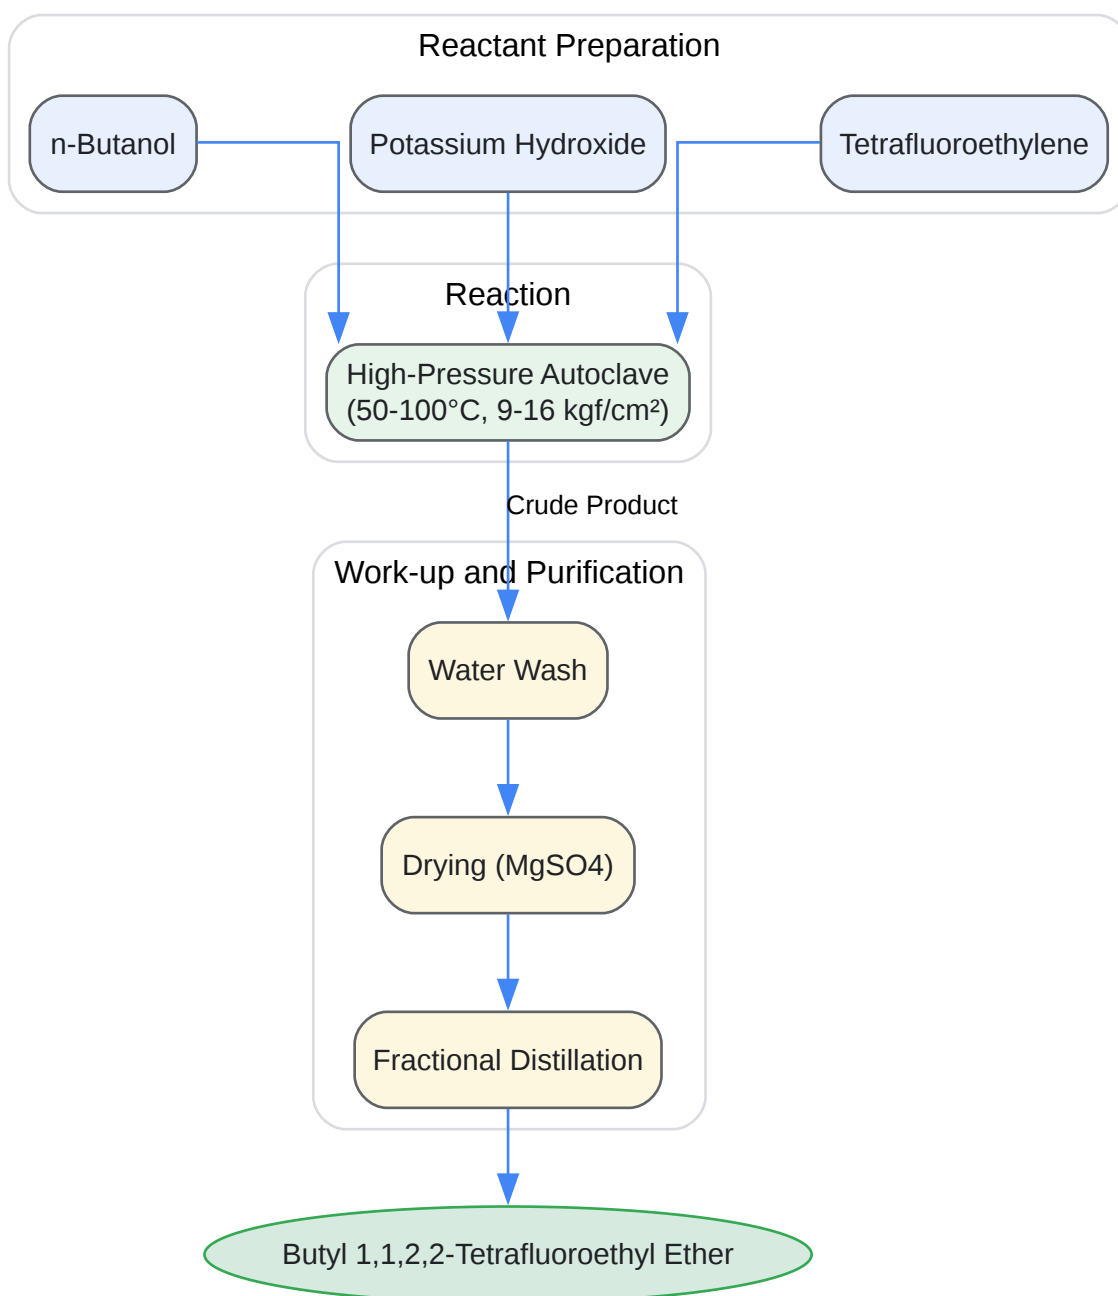 Reactant Preparation
n-Butanol
Potassium Hydroxide
Tetrafluoroethylene
Reaction
High-Pressure Autoclave
(50-100°C, 9-16 kgf/cm²)
Crude Product
Work-up and Purification
Water Wash
Drying (MgSO4)
Fractional Distillation
Butyl 1,1,2,2-Tetrafluoroethyl Ether